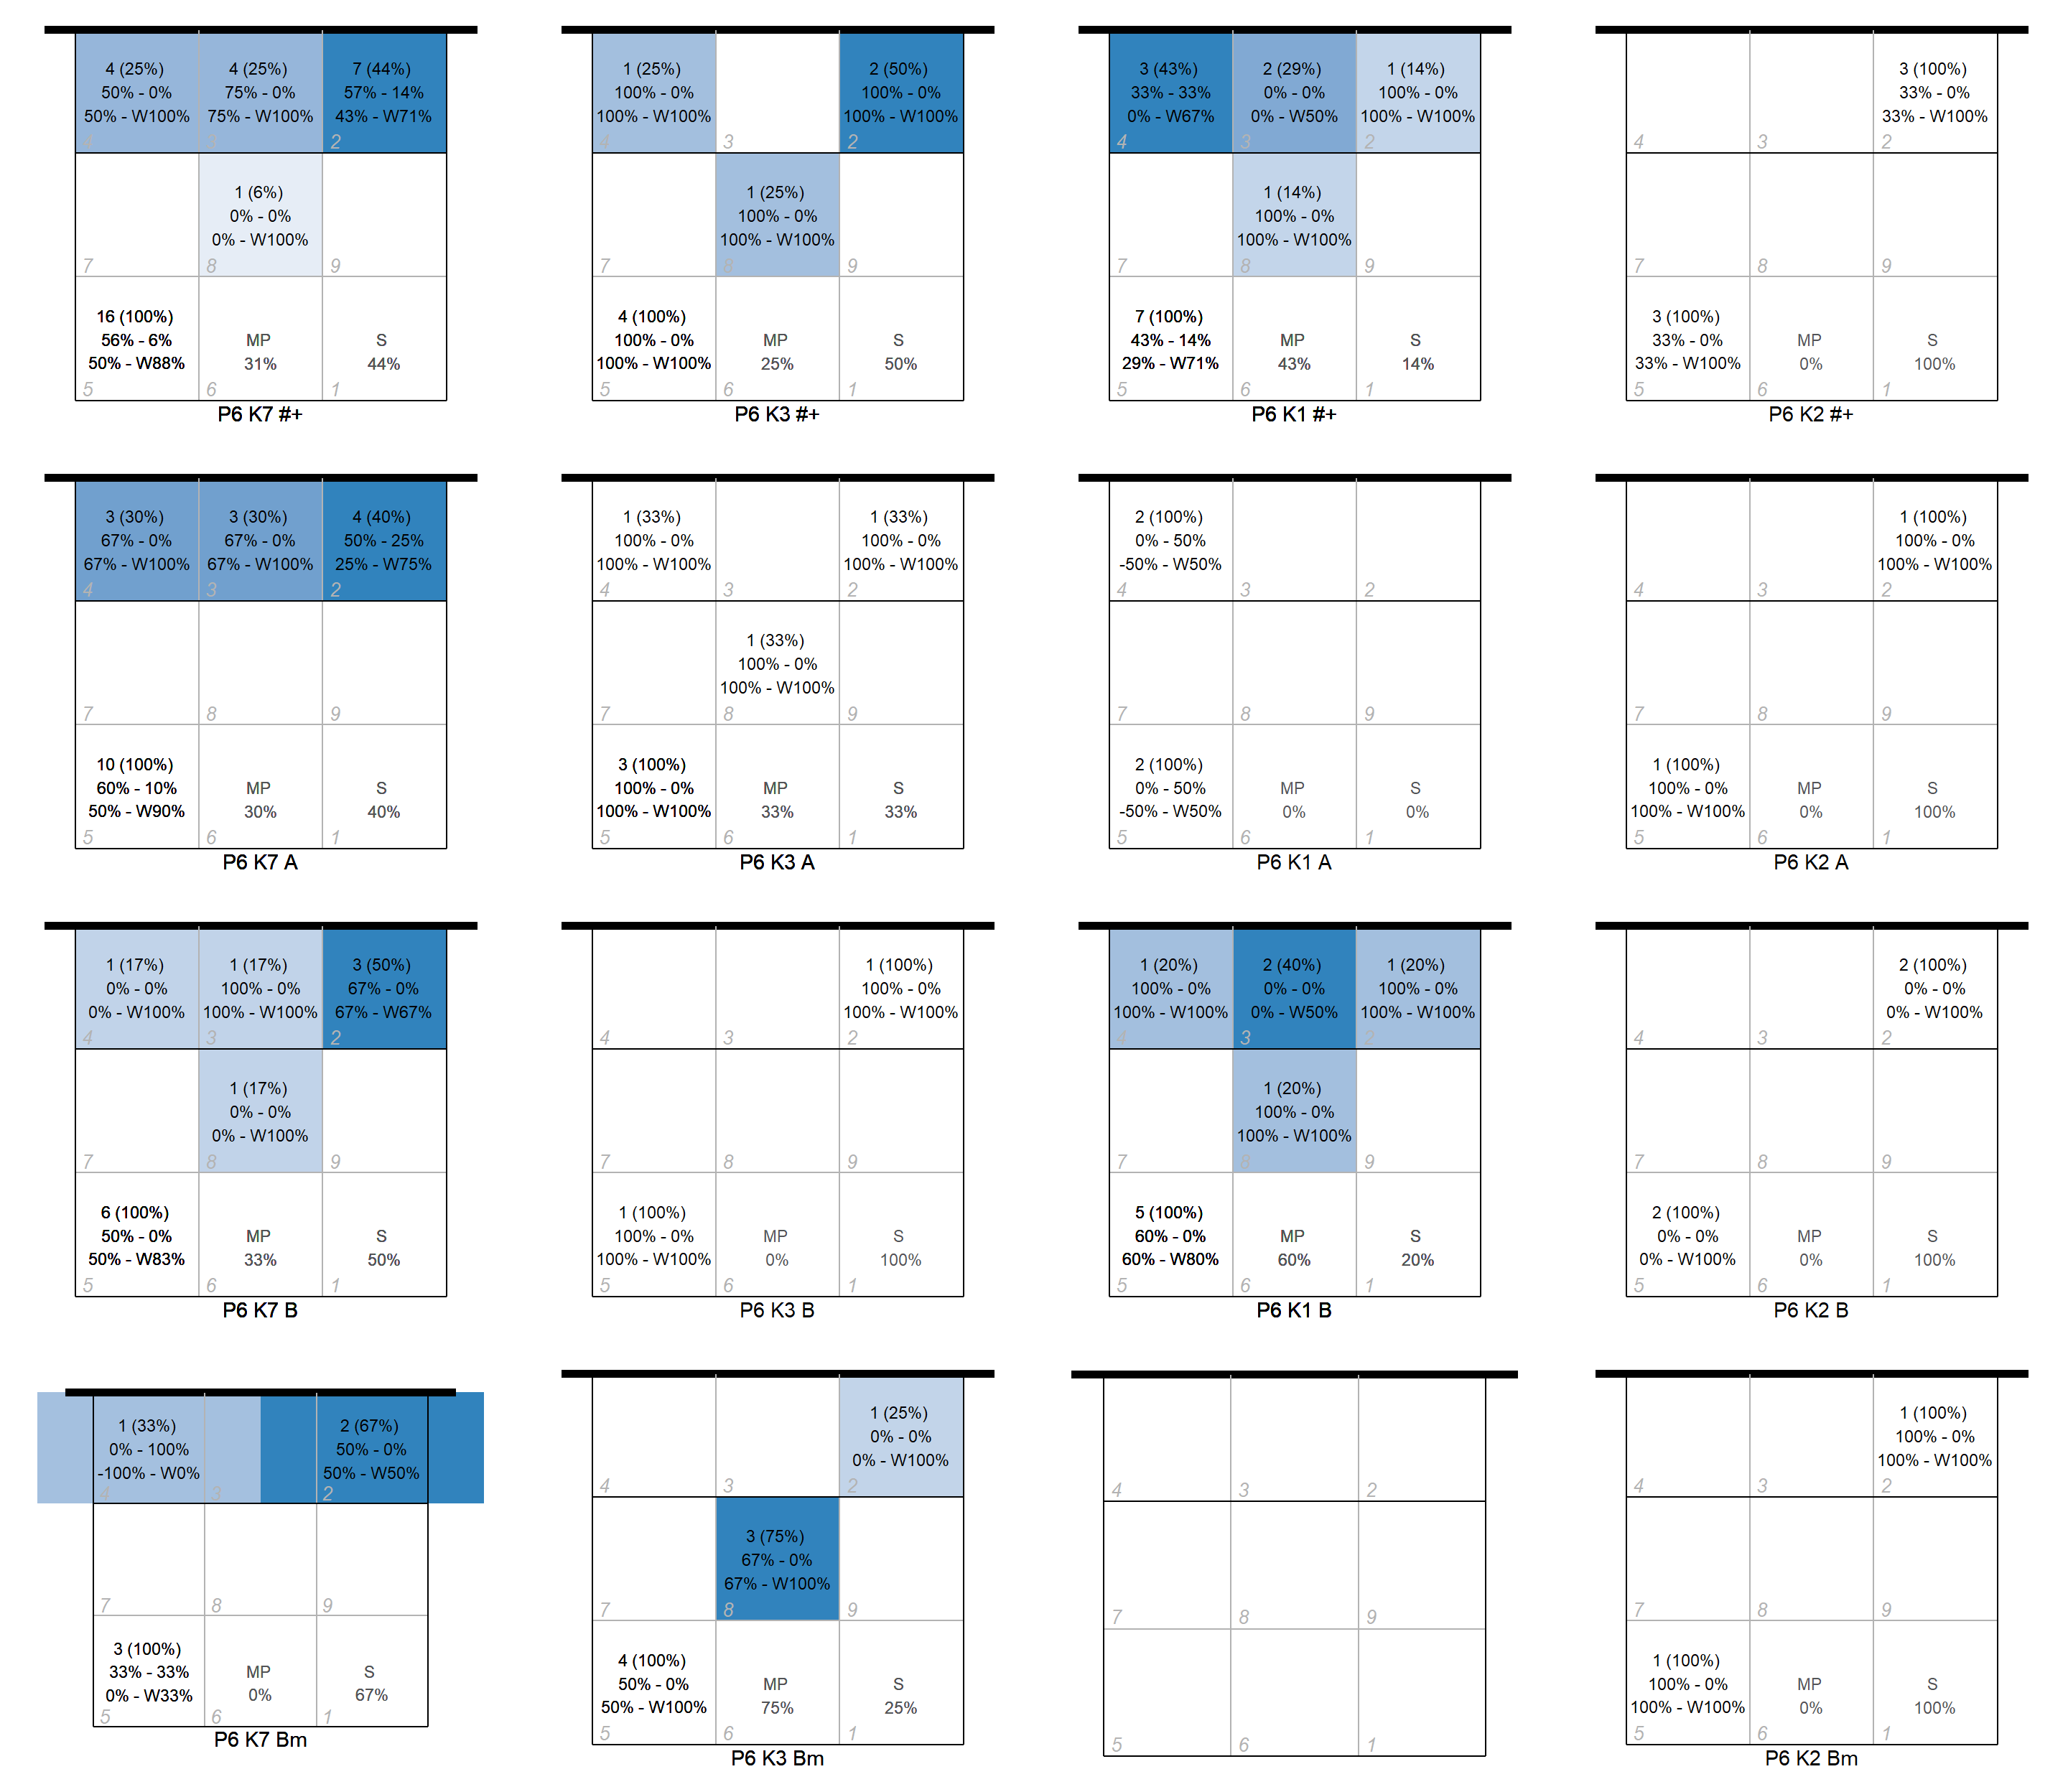 4 (25%)
50% - 0%
50% - W100%
4
4 (25%)
75% - 0%
75% - W100%
3
7 (44%)
57% - 14%
43% - W71%
2
7
1 (6%)
0% - 0%
0% - W100%
8
9
16 (100%)
56% - 6%
50% - W88%
5
MP
31%
6
S
44%
1
P6 K7 #+
1 (25%)
100% - 0%
100% - W100%
4
3
2 (50%)
100% - 0%
100% - W100%
2
7
1 (25%)
100% - 0%
100% - W100%
8
9
4 (100%)
100% - 0%
100% - W100%
5
MP
25%
6
S
50%
1
P6 K3 #+
3 (43%)
33% - 33%
0% - W67%
4
2 (29%)
0% - 0%
0% - W50%
3
1 (14%)
100% - 0%
100% - W100%
2
7
1 (14%)
100% - 0%
100% - W100%
8
9
7 (100%)
43% - 14%
29% - W71%
5
MP
43%
6
S
14%
1
P6 K1 #+
4
3
3 (100%)
33% - 0%
33% - W100%
2
7
8
9
3 (100%)
33% - 0%
33% - W100%
5
MP
0%
6
S
100%
1
P6 K2 #+
3 (30%)
67% - 0%
67% - W100%
4
3 (30%)
67% - 0%
67% - W100%
3
4 (40%)
50% - 25%
25% - W75%
2
7
8
9
10 (100%)
60% - 10%
50% - W90%
5
MP
30%
6
S
40%
1
P6 K7 A
1 (33%)
100% - 0%
100% - W100%
4
3
1 (33%)
100% - 0%
100% - W100%
2
7
1 (33%)
100% - 0%
100% - W100%
8
9
3 (100%)
100% - 0%
100% - W100%
5
MP
33%
6
S
33%
1
P6 K3 A
2 (100%)
0% - 50%
-50% - W50%
4
3
2
7
8
9
2 (100%)
0% - 50%
-50% - W50%
5
MP
0%
6
S
0%
1
P6 K1 A
4
3
1 (100%)
100% - 0%
100% - W100%
2
7
8
9
1 (100%)
100% - 0%
100% - W100%
5
MP
0%
6
S
100%
1
P6 K2 A
1 (17%)
0% - 0%
0% - W100%
4
1 (17%)
100% - 0%
100% - W100%
3
3 (50%)
67% - 0%
67% - W67%
2
7
1 (17%)
0% - 0%
0% - W100%
8
9
6 (100%)
50% - 0%
50% - W83%
5
MP
33%
6
S
50%
1
P6 K7 B
4
3
1 (100%)
100% - 0%
100% - W100%
2
7
8
9
1 (100%)
100% - 0%
100% - W100%
5
MP
0%
6
S
100%
1
P6 K3 B
1 (20%)
100% - 0%
100% - W100%
4
2 (40%)
0% - 0%
0% - W50%
3
1 (20%)
100% - 0%
100% - W100%
2
7
1 (20%)
100% - 0%
100% - W100%
8
9
5 (100%)
60% - 0%
60% - W80%
5
MP
60%
6
S
20%
1
P6 K1 B
4
3
2 (100%)
0% - 0%
0% - W100%
2
7
8
9
2 (100%)
0% - 0%
0% - W100%
5
MP
0%
6
S
100%
1
P6 K2 B
1 (33%)
0% - 100%
-100% - W0%
4
3
2 (67%)
50% - 0%
50% - W50%
2
7
8
9
3 (100%)
33% - 33%
0% - W33%
5
MP
0%
6
S
67%
1
P6 K7 Bm
4
3
1 (25%)
0% - 0%
0% - W100%
2
7
3 (75%)
67% - 0%
67% - W100%
8
9
4 (100%)
50% - 0%
50% - W100%
5
MP
75%
6
S
25%
1
P6 K3 Bm
4
3
2
7
8
9
5
6
1
4
3
1 (100%)
100% - 0%
100% - W100%
2
7
8
9
1 (100%)
100% - 0%
100% - W100%
5
MP
0%
6
S
100%
1
P6 K2 Bm